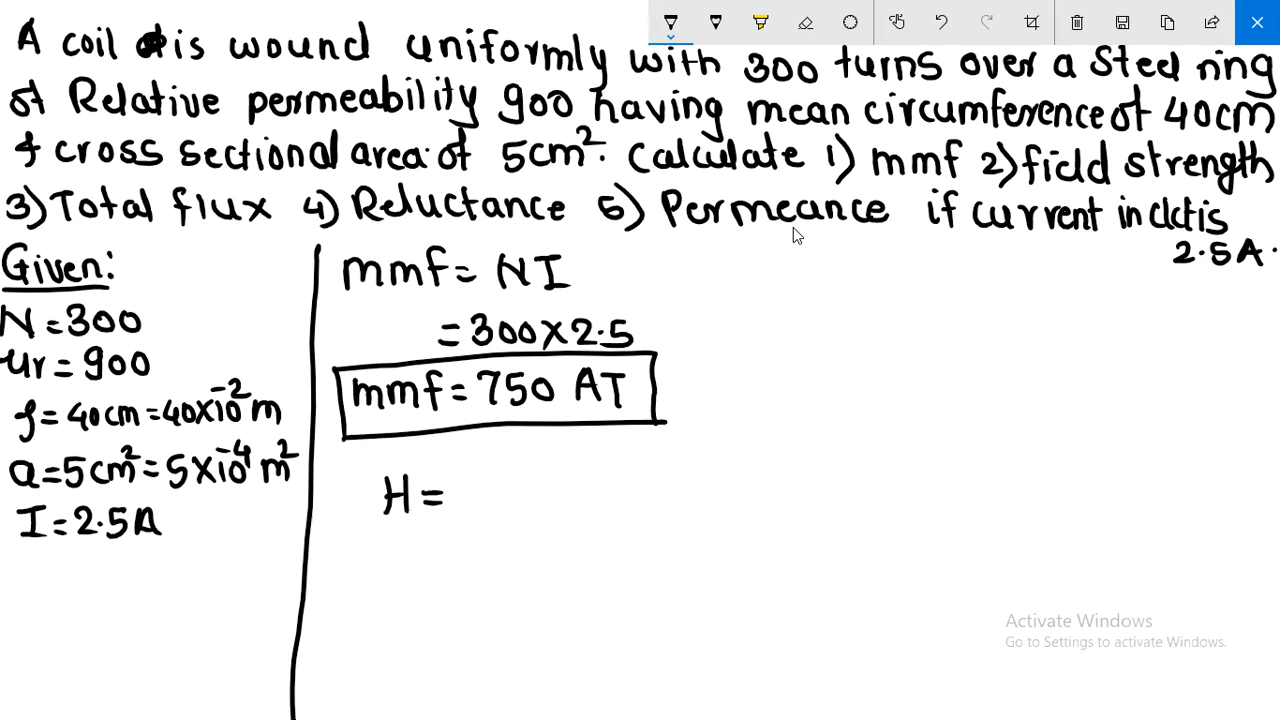 A coil is wound uniformly with 300 turns over a Steel ring
of Relative permeability 900 having mean circumference of 40cm
& cross sectional area of 5cm². Calculate 1) mmf 2) field strength
3) Total flux 4) Reluctance 5) Permeance if current in ckt is
2.5A.
Given:
N = 300
μr = 900
l = 40cm = 40×10⁻² m
a = 5cm² = 5×10⁻⁴ m²
I = 2.5A
mmf = NI
= 300×2.5
mmf = 750 AT
H =
Activate Windows
Go to Settings to activate Windows.